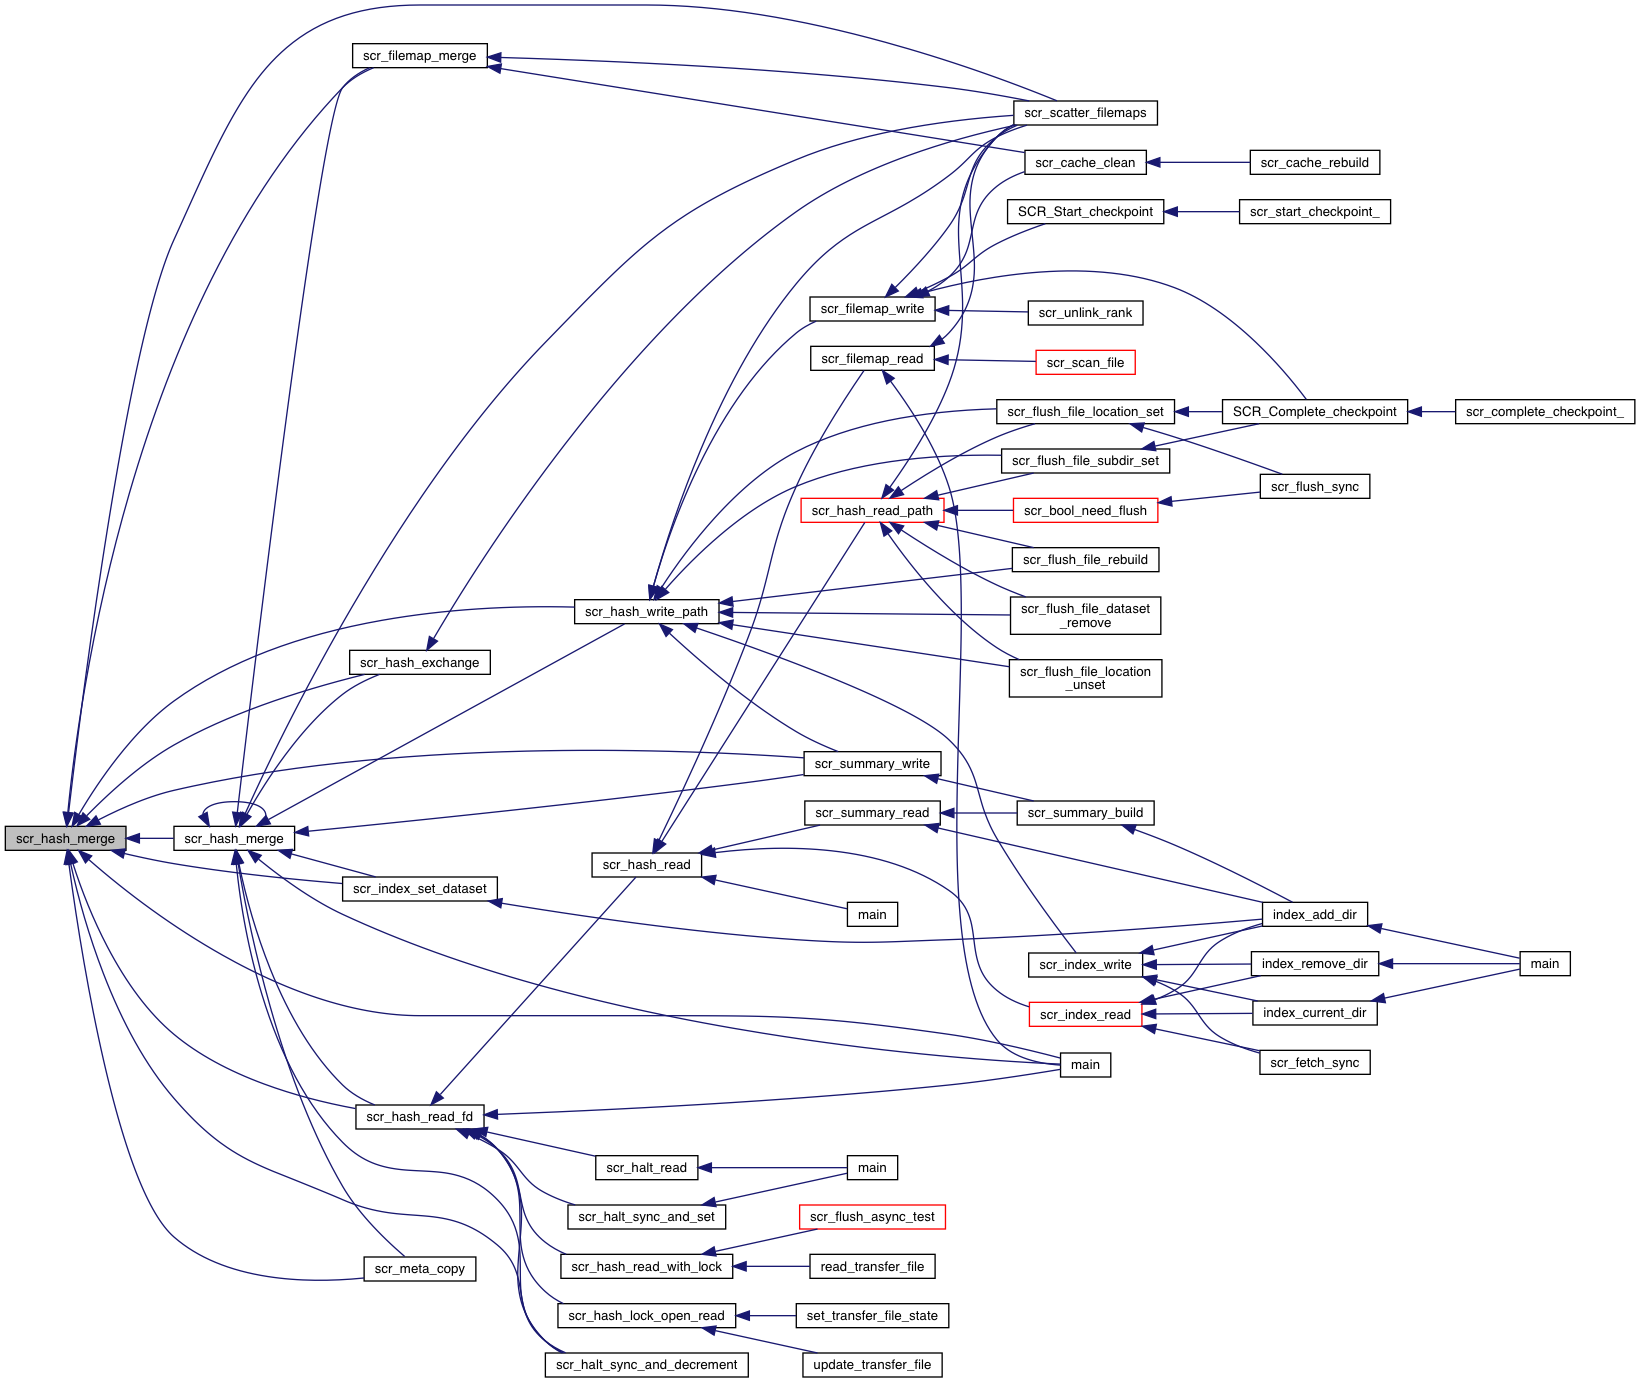 scr_filemap_merge
scr_scatter_filemaps
scr_cache_clean
scr_cache_rebuild
SCR_Start_checkpoint
scr_start_checkpoint_
scr_filemap_write
scr_unlink_rank
scr_filemap_read
scr_scan_file
scr_flush_file_location_set
SCR_Complete_checkpoint
scr_complete_checkpoint_
scr_flush_file_subdir_set
scr_flush_sync
scr_hash_read_path
scr_bool_need_flush
scr_flush_file_rebuild
scr_hash_write_path
scr_flush_file_dataset
_remove
scr_hash_exchange
scr_flush_file_location
_unset
scr_summary_write
scr_summary_read
scr_summary_build
scr_hash_merge
scr_hash_merge
scr_hash_read
scr_index_set_dataset
main
index_add_dir
scr_index_write
index_remove_dir
main
scr_index_read
index_current_dir
main
scr_fetch_sync
scr_hash_read_fd
scr_halt_read
main
scr_halt_sync_and_set
scr_flush_async_test
scr_meta_copy
scr_hash_read_with_lock
read_transfer_file
scr_hash_lock_open_read
set_transfer_file_state
scr_halt_sync_and_decrement
update_transfer_file